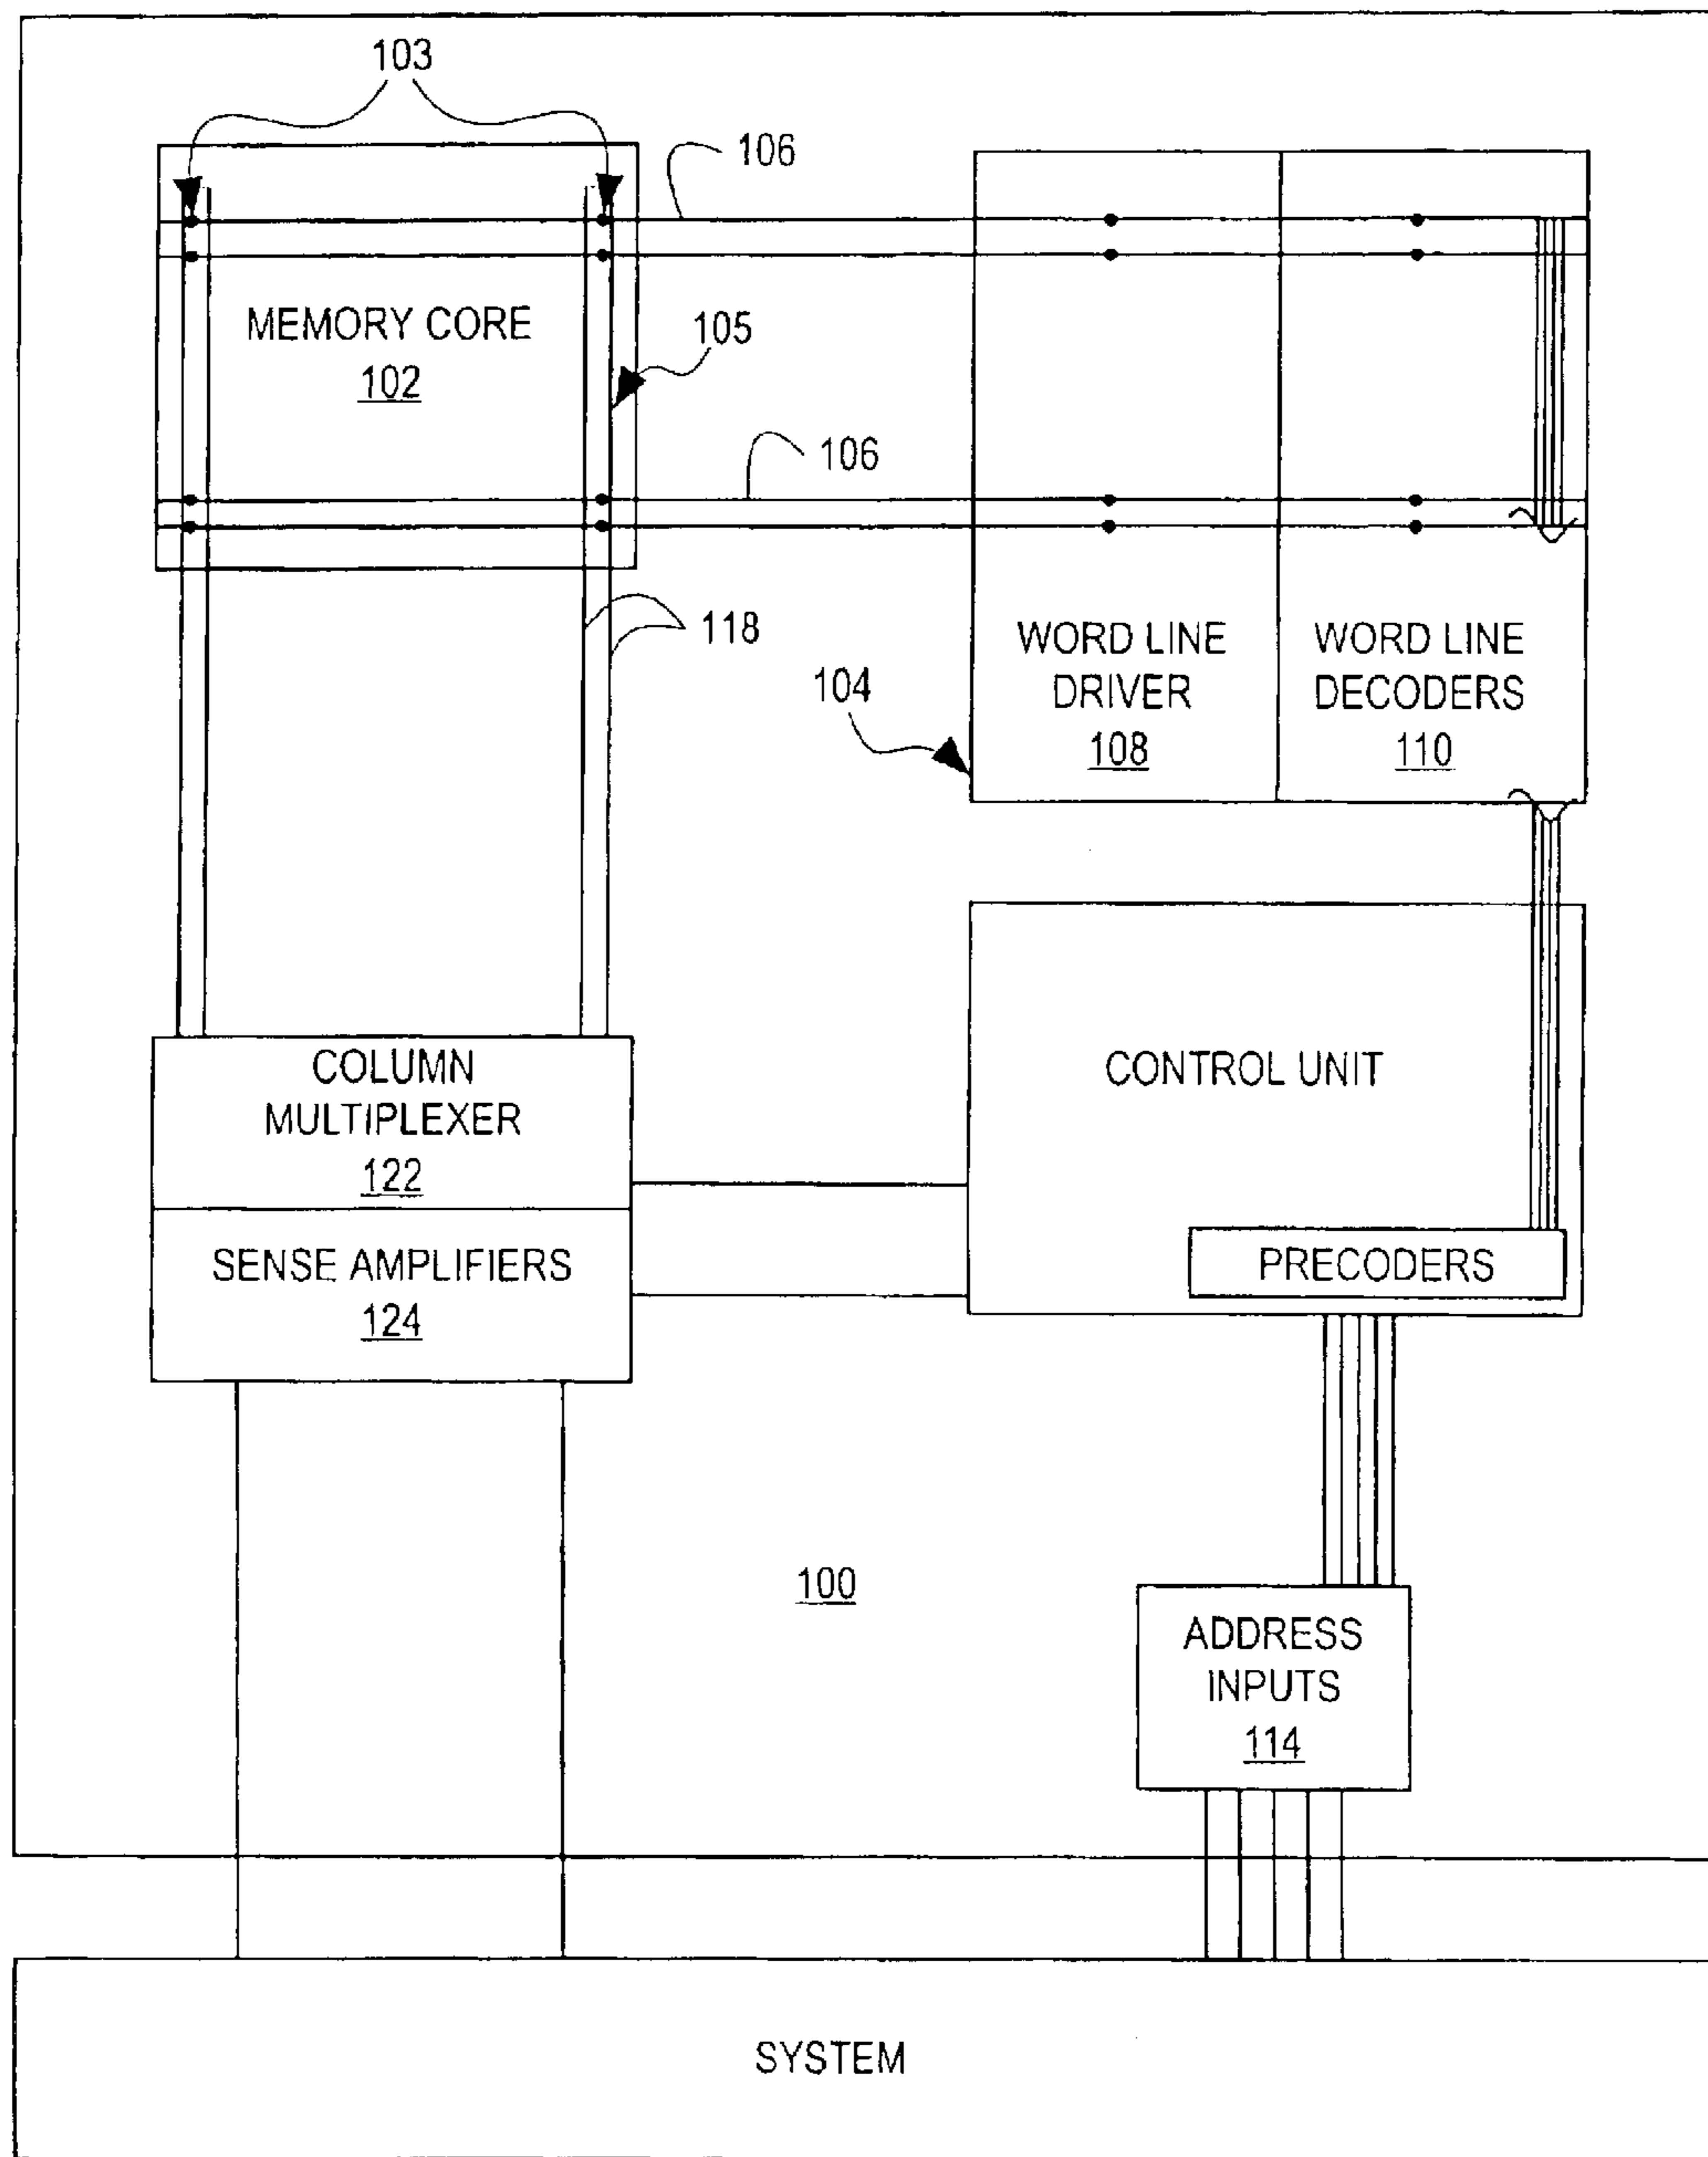 103
106
MEMORY CORE
102
105
106
118
104
WORD LINE
DRIVER
108
WORD LINE
DECODERS
110
COLUMN
MULTIPLEXER
122
SENSE AMPLIFIERS
124
CONTROL UNIT
PRECODERS
100
ADDRESS
INPUTS
114
SYSTEM